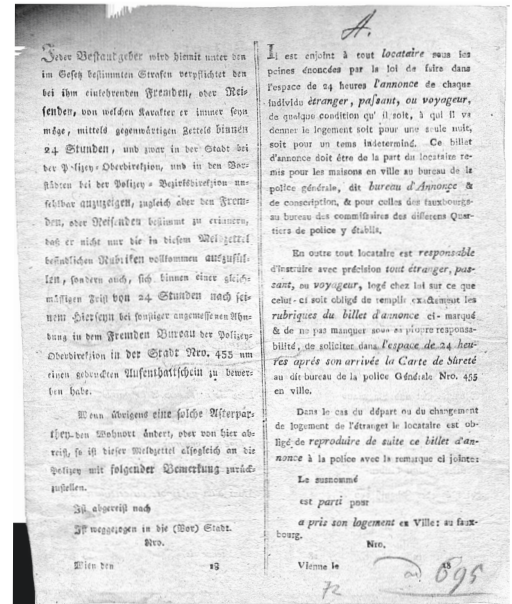 A.
Jeder Bestandgeber wird hiemit unter den
im Gesetz bestimmten Strafen verpflichtet den
bei ihm einkehrenden Fremden, oder Rei-
senden, von welchen Karakter er immer seyn
möge, mittels gegenwärtigen Zettels binnen
24 Stunden, und zwar in der Stadt bei
der Polizey-Oberdirekzion, und in den Vor-
städten bei der Polizey-Bezirksdirekzion un-
fehlbar anzuzeigen, zugleich aber den Frem-
den, oder Reisenden bestimmt zu erinnern,
daß er nicht nur die in diesem Meldzettel
befindlichen Rubriken vollkommen auszufül-
len, sondern auch, sich binnen einer gleich-
mässigen Frist von 24 Stunden nach sei-
nem Hierseyn bei sonstiger angemessenen Ahn-
dung in dem Fremden Bureau der Polizey-
Oberdirekzion in der Stadt Nro. 455 um
einen gedruckten Aufenthaltschein zu bewer-
ben habe.
Wenn übrigens eine solche Afterpar-
they den Wohnort ändert, oder von hier ab-
reist, so ist dieser Meldzettel alsogleich an die
Polizey mit folgender Bemerkung zurück-
zustellen.
Ist abgereist nach
Ist weggezogen in die (Vor) Stadt.
Nro.
Wien den 18
Il est enjoint à tout locataire sous les
peines énoncées par la loi de faire dans
l'espace de 24 heures l'annonce de chaque
individu étranger, passant, ou voyageur,
de quelque condition qu' il soit, à qui il va
donner le logement soit pour une seule nuit,
soit pour un tems indeterminé. Ce billet
d'annonce doit être de la part du locataire re-
mis pour les maisons en ville au bureau de la
police générale, dit bureau d'Annonce &
de conscription, & pour celles des fauxbourgs
au bureau des commissaires des differens Quar-
tiers de police y établis.
En outre tout locataire est responsable
d'instruire avec précision tout étranger, pas-
sant, ou voyageur, logé chez lui sur ce que
celui-ci soit obligé de remplir exactement les
rubriques du billet d'annonce ci-marqué
& de ne pas manquer sous sa propre responsa-
bilité, de soliciter dans l'espace de 24 heu-
res aprés son arrivée la Carte de Sûreté
au dit bureau de la police Générale Nro. 455
en ville.
Dans le cas du départ ou du changement
de logement de l'étranger le locataire est ob-
ligé de reproduire de suite ce billet d'an-
nonce à la police avec la remarque ci jointe:
Le susnommé
est parti pour
a pris son logement en Ville: au faux-
bourg.
Nro.
Vienne le 18
72
695